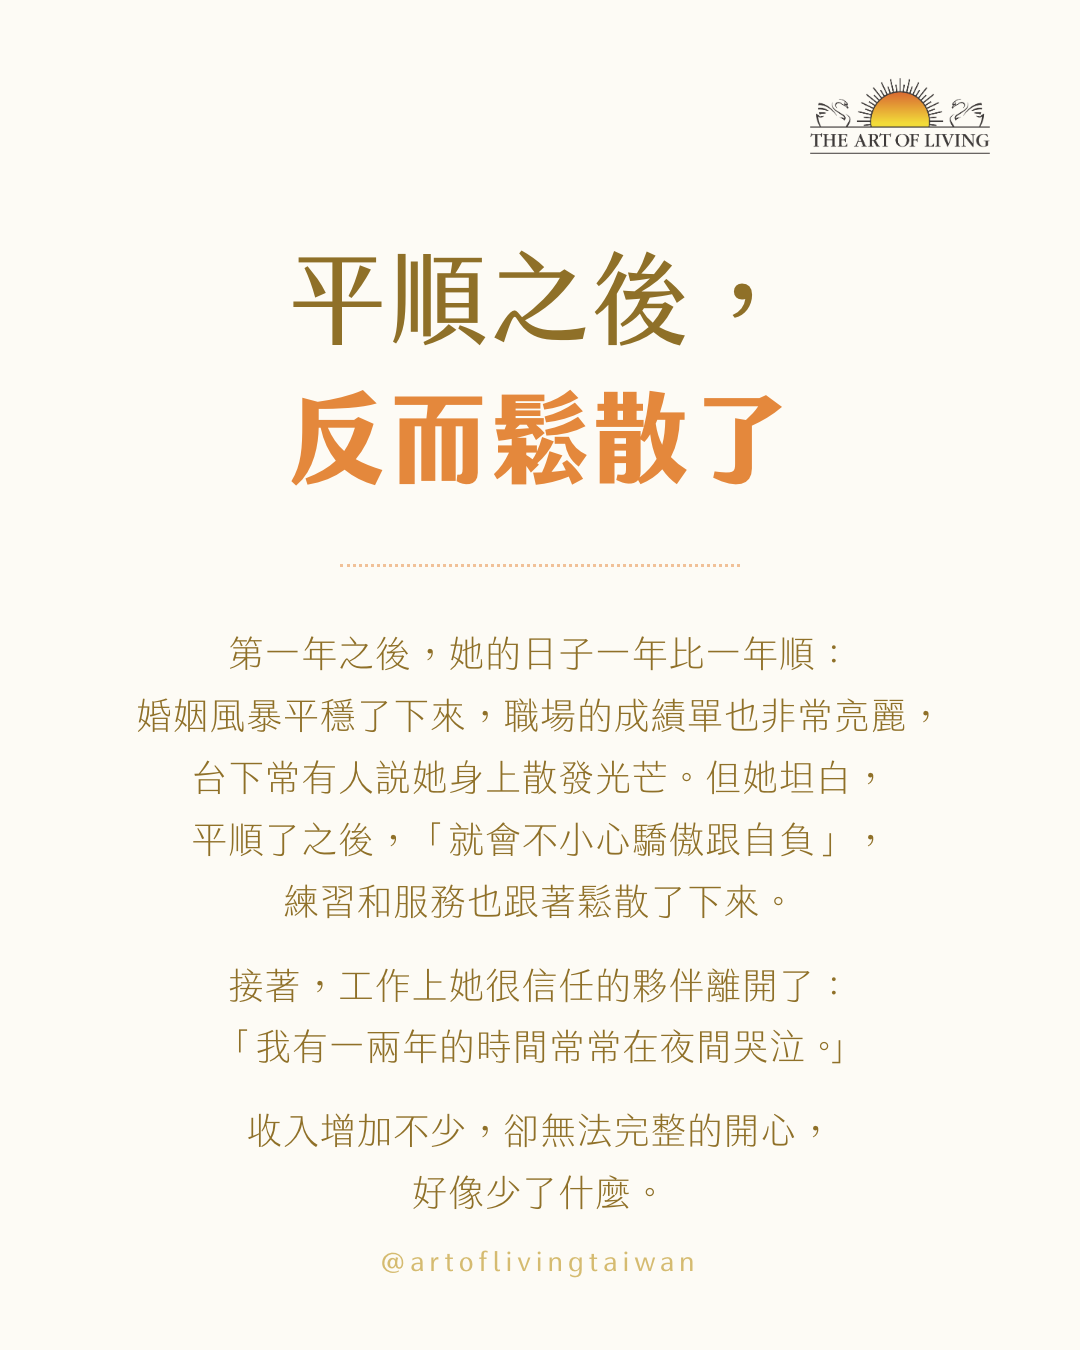 THE ART OF LIVING
平順之後，
反而鬆散了
第一年之後，她的日子一年比一年順：
婚姻風暴平穩了下來，職場的成績單也非常亮麗，
台下常有人説她身上散發光芒。但她坦白，
平順了之後，「就會不小心驕傲跟自負」，
練習和服務也跟著鬆散了下來。
接著，工作上她很信任的夥伴離開了：
「我有一兩年的時間常常在夜間哭泣。」
收入增加不少，卻無法完整的開心，
好像少了什麼。
@artoflivingtaiwan